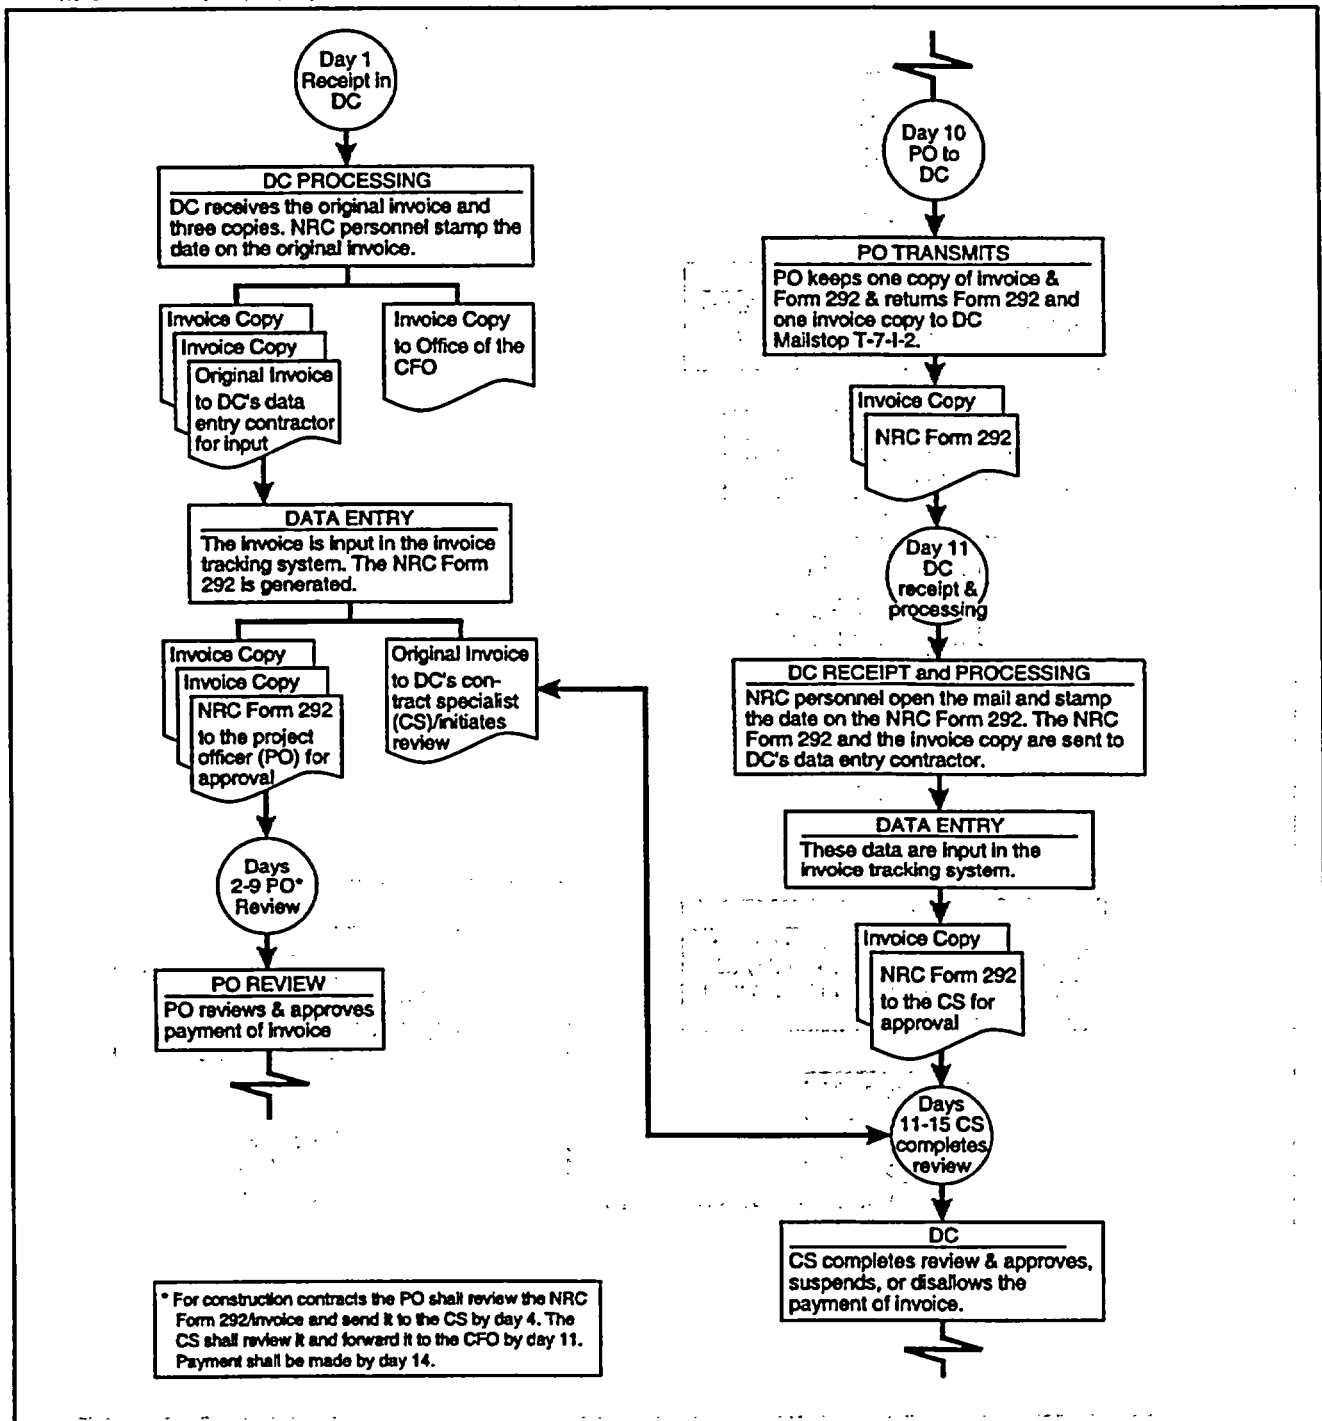 Day 1
Receipt in
DC
DC PROCESSING
DC receives the original invoice and
three copies. NRC personnel stamp the
date on the original invoice.
Invoice Copy
Invoice Copy
Original Invoice
to DC's data
entry contractor
for input
Invoice Copy
to Office of the
CFO
DATA ENTRY
The invoice is input in the invoice
tracking system. The NRC Form
292 is generated.
Invoice Copy
Invoice Copy
NRC Form 292
to the project
officer (PO) for
approval
Original Invoice
to DC's con-
tract specialist
(CS)/initiates
review
Days
2-9 PO*
Review
PO REVIEW
PO reviews & approves
payment of invoice
* For construction contracts the PO shall review the NRC
Form 292/invoice and send it to the CS by day 4. The
CS shall review it and forward it to the CFO by day 11.
Payment shall be made by day 14.
Day 10
PO to
DC
PO TRANSMITS
PO keeps one copy of invoice &
Form 292 & returns Form 292 and
one invoice copy to DC
Mailstop T-7-I-2.
Invoice Copy
NRC Form 292
Day 11
DC
receipt &
processing
DC RECEIPT and PROCESSING
NRC personnel open the mail and stamp
the date on the NRC Form 292. The NRC
Form 292 and the invoice copy are sent to
DC's data entry contractor.
DATA ENTRY
These data are input in the
invoice tracking system.
Invoice Copy
NRC Form 292
to the CS for
approval
Days
11-15 CS
completes
review
DC
CS completes review & approves,
suspends, or disallows the
payment of invoice.